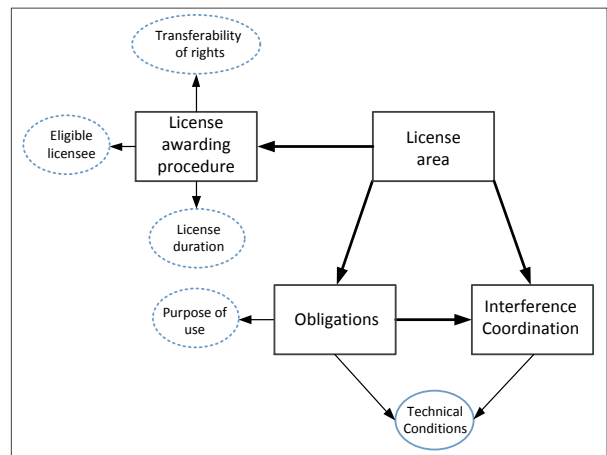 Transferability
of rights
Eligible
licensee
License
awarding
procedure
License
area
License
duration
Purpose of
use
Obligations
Interference
Coordination
Technical
Conditions